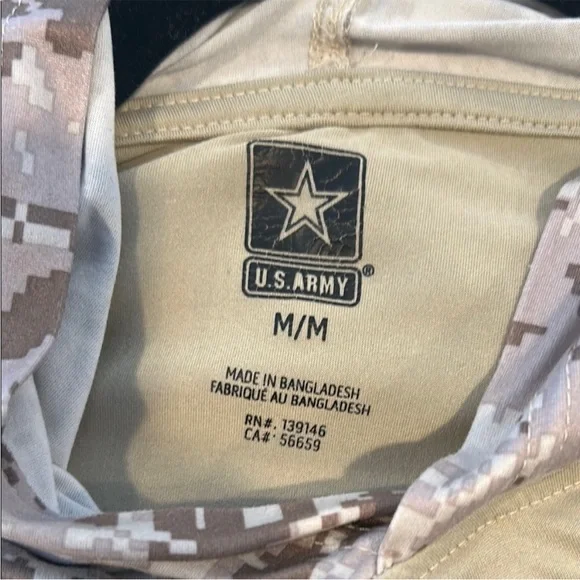 U.S.ARMY®
M/M
MADE IN BANGLADESH
FABRIQUÉ AU BANGLADESH
RN#: 139146
CA#: 56659